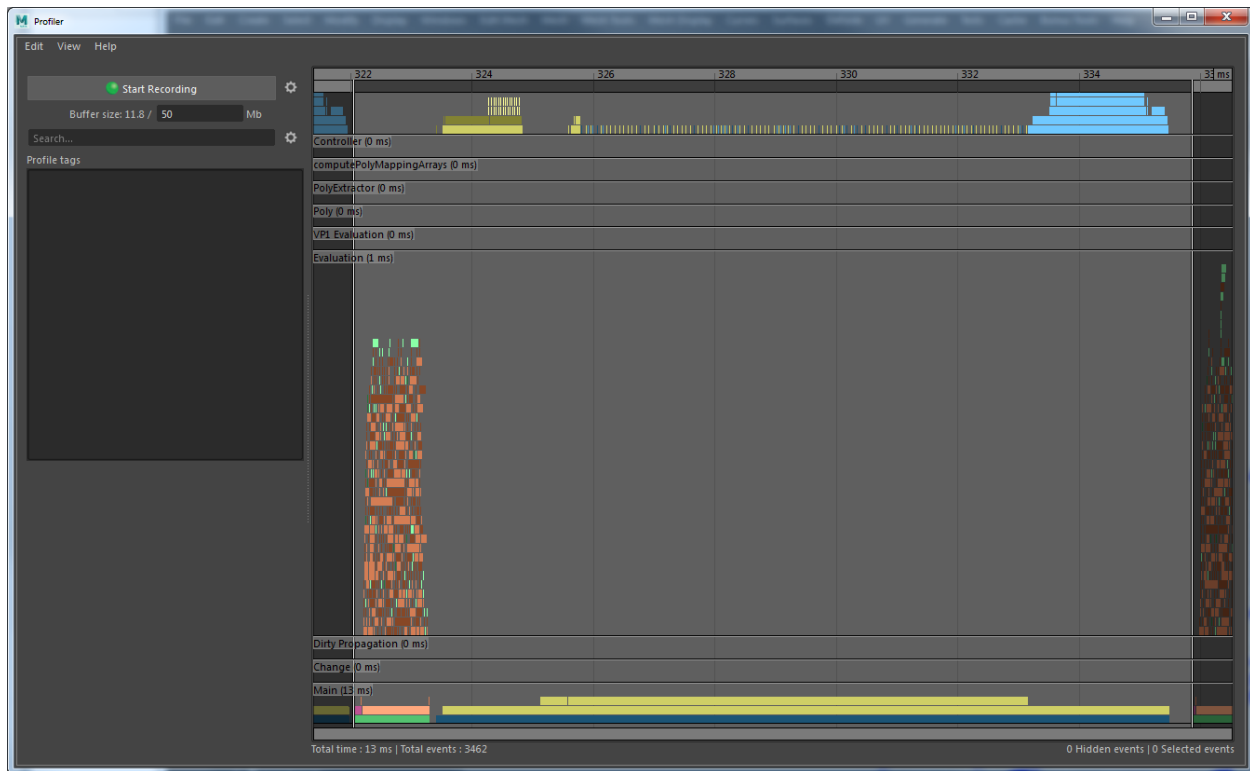 Profiler
Edit View Help
Start Recording
Buffer size: 11.8 / 50 Mb
Search...
Profile tags
322 324 326 328 330 332 334 ms
Controller (0 ms)
computePolyMappingArrays (0 ms)
PolyExtractor (0 ms)
Poly (0 ms)
VP1 Evaluation (0 ms)
Evaluation (1 ms)
Dirty Propagation (0 ms)
Change (0 ms)
Main (13 ms)
Total time : 13 ms | Total events : 3462
0 Hidden events | 0 Selected events